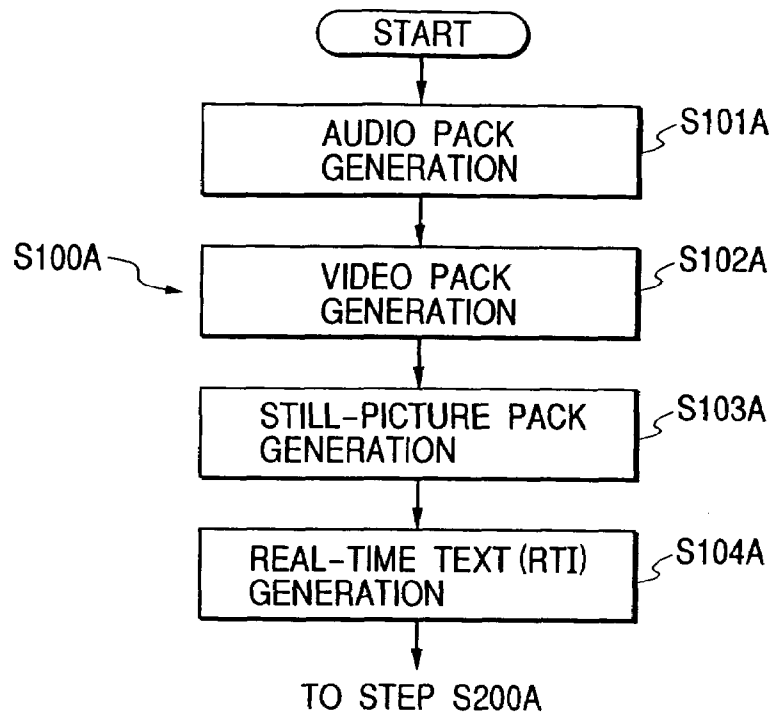 START
AUDIO PACK
GENERATION
S101A
S100A
VIDEO PACK
GENERATION
S102A
STILL-PICTURE PACK
GENERATION
S103A
REAL-TIME TEXT (RTI)
GENERATION
S104A
TO STEP S200A